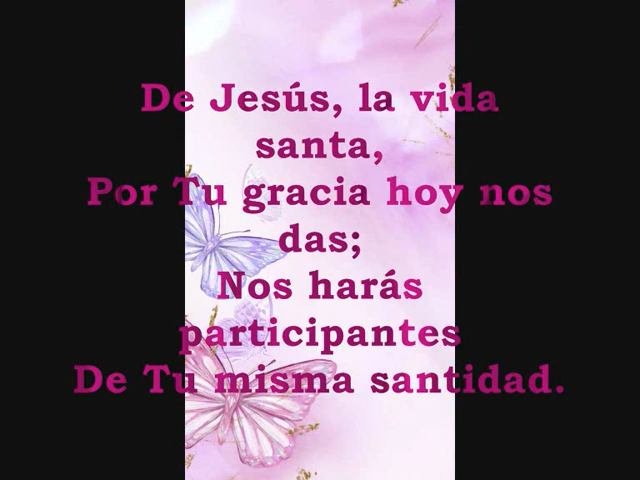 De Jesús, la vida
santa,
Por Tu gracia hoy nos
das;
Nos harás
participantes
De Tu misma santidad.